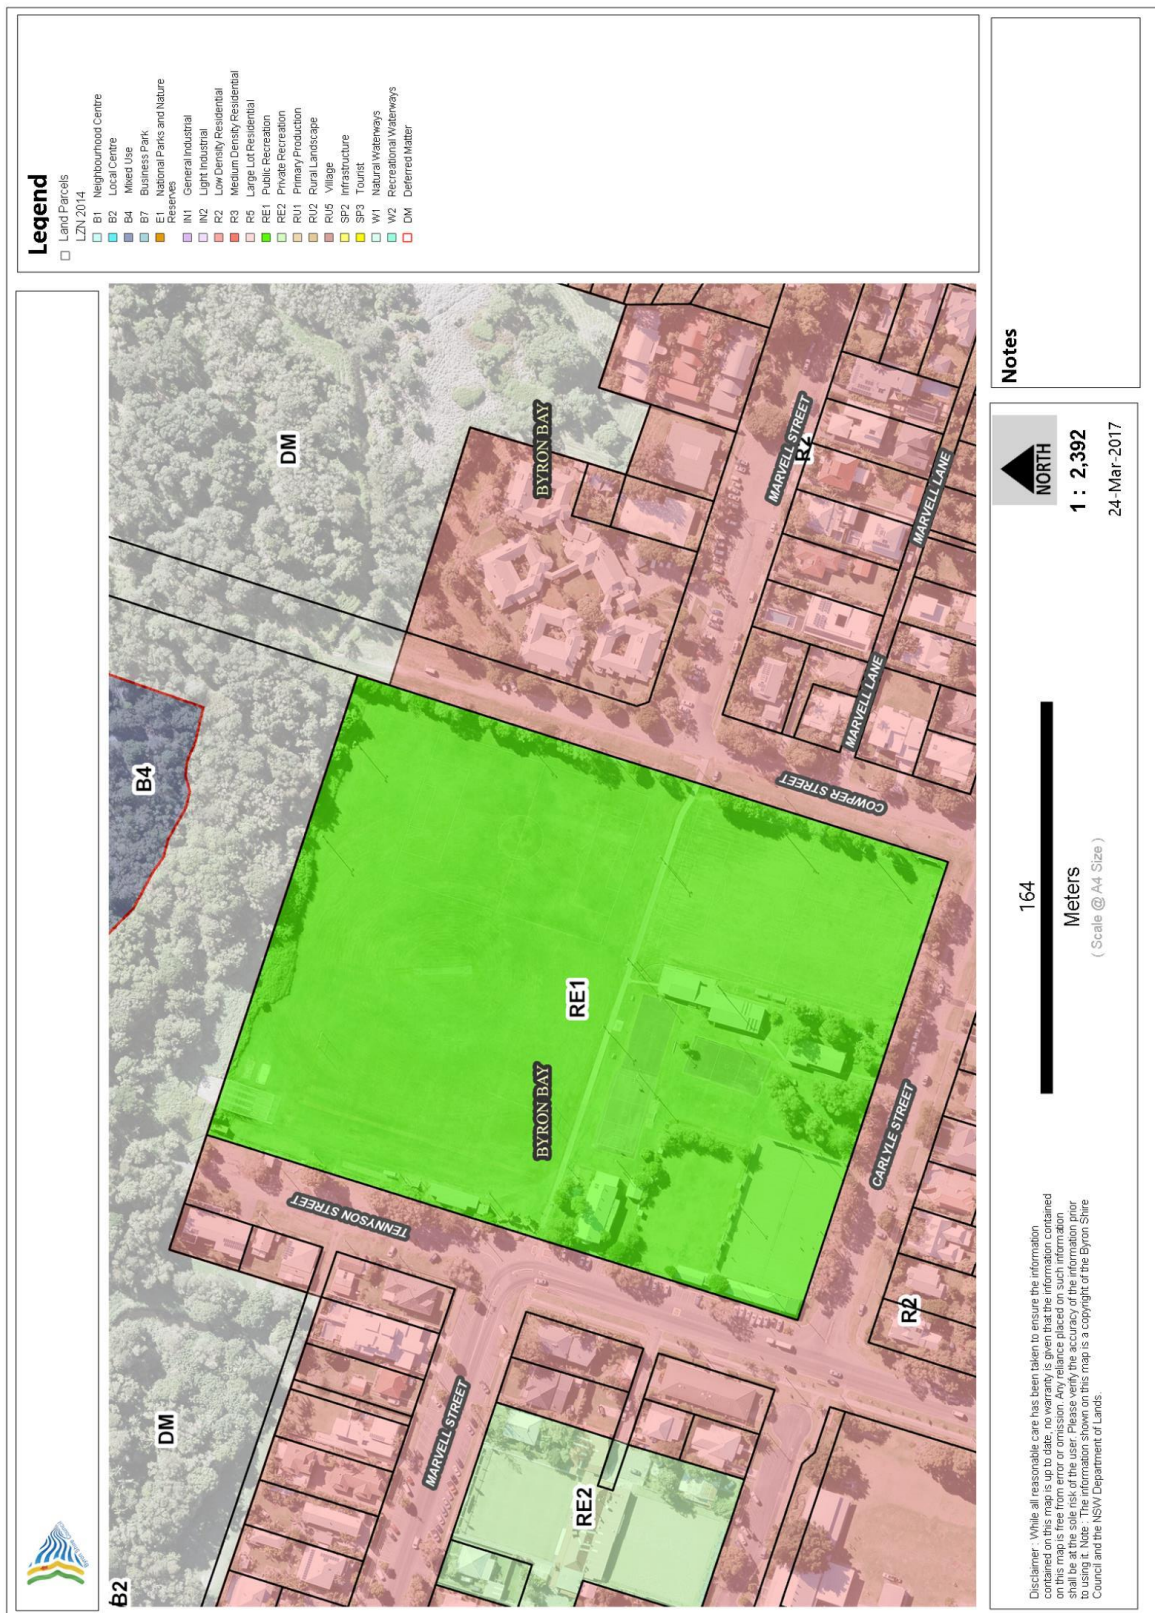 Legend
Land Parcels
LZN 2014
B1 Neighbourhood Centre
B2 Local Centre
B4 Mixed Use
B7 Business Park
E1 National Parks and Nature
Reserves
IN1 General Industrial
IN2 Light Industrial
R2 Low Density Residential
R3 Medium Density Residential
R5 Large Lot Residential
RE1 Public Recreation
RE2 Private Recreation
RU1 Primary Production
RU2 Rural Landscape
RU5 Village
SP2 Infrastructure
SP3 Tourist
W1 Natural Waterways
W2 Recreational Waterways
DM Deferred Matter
B2
DM
B4
DM
TENNYSON STREET
MARVELL STREET
RE2
BYRON BAY
RE1
BYRON BAY
MARVELL STREET
R2
MARVELL LANE
MARVELL LANE
COWPER STREET
CARLYLE STREET
R2
Notes
NORTH
1 : 2,392
24-Mar-2017
164
Meters
( Scale @ A4 Size )
Disclaimer : While all reasonable care has been taken to ensure the information
contained on this map is up to date, no warranty is given that the information contained
on this map is free from error or omission. Any reliance placed on such information
shall be at the sole risk of the user. Please verify the accuracy of the information prior
to using it. Note : The information shown on this map is a copyright of the Byron Shire
Council and the NSW Department of Lands.